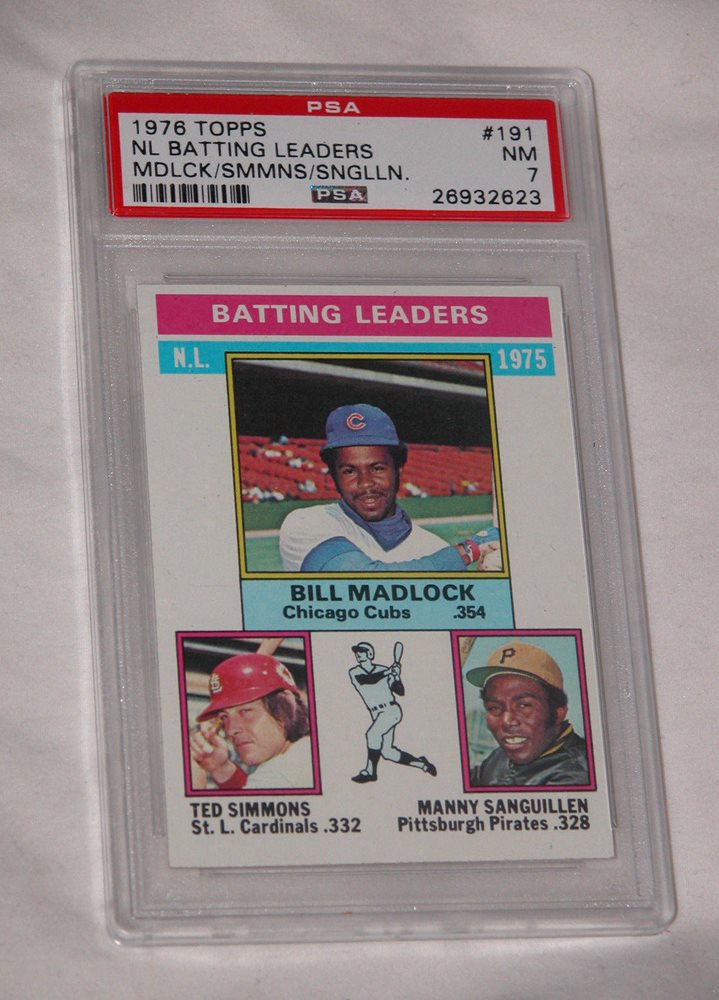 PSA
1976 TOPPS #191
NL BATTING LEADERS NM
MDLCK/SMMNS/SNGLLN. 7
PSA 26932623
BATTING LEADERS
N.L. 1975
C
BILL MADLOCK
Chicago Cubs .354
STL P
TED SIMMONS MANNY SANGUILLEN
St. L. Cardinals .332 Pittsburgh Pirates .328